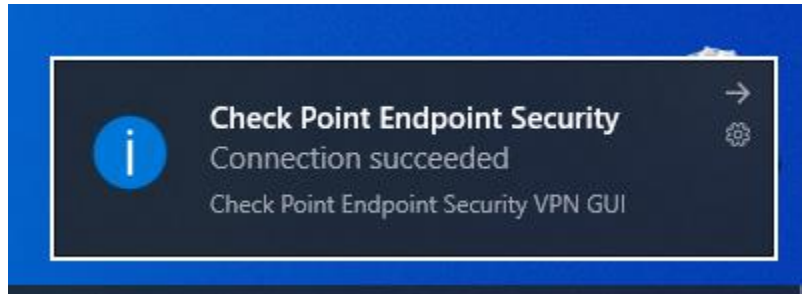 Check Point Endpoint Security
Connection succeeded
Check Point Endpoint Security VPN GUI